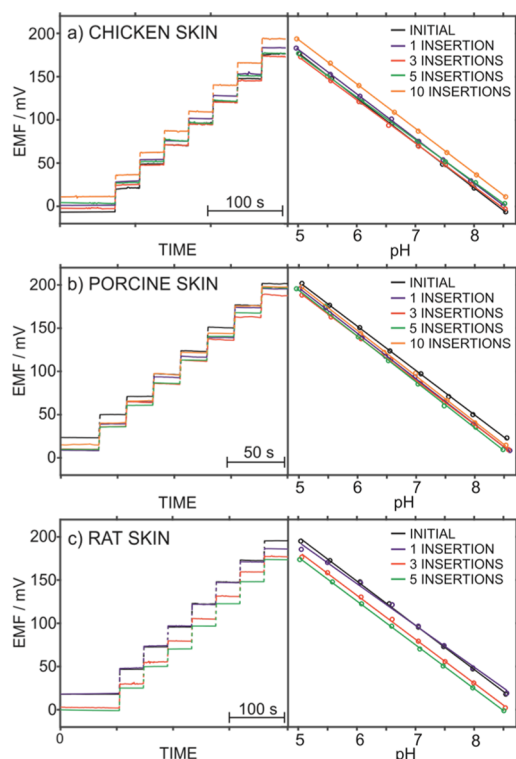 a) CHICKEN SKIN
EMF / mV
200
150
100
50
0
100 s
TIME
INITIAL
1 INSERTION
3 INSERTIONS
5 INSERTIONS
10 INSERTIONS
5 6 7 8
pH
b) PORCINE SKIN
EMF / mV
200
150
100
50
0
50 s
TIME
INITIAL
1 INSERTION
3 INSERTIONS
5 INSERTIONS
10 INSERTIONS
5 6 7 8
pH
c) RAT SKIN
EMF / mV
200
150
100
50
0
100 s
0
TIME
INITIAL
1 INSERTION
3 INSERTIONS
5 INSERTIONS
5 6 7 8
pH